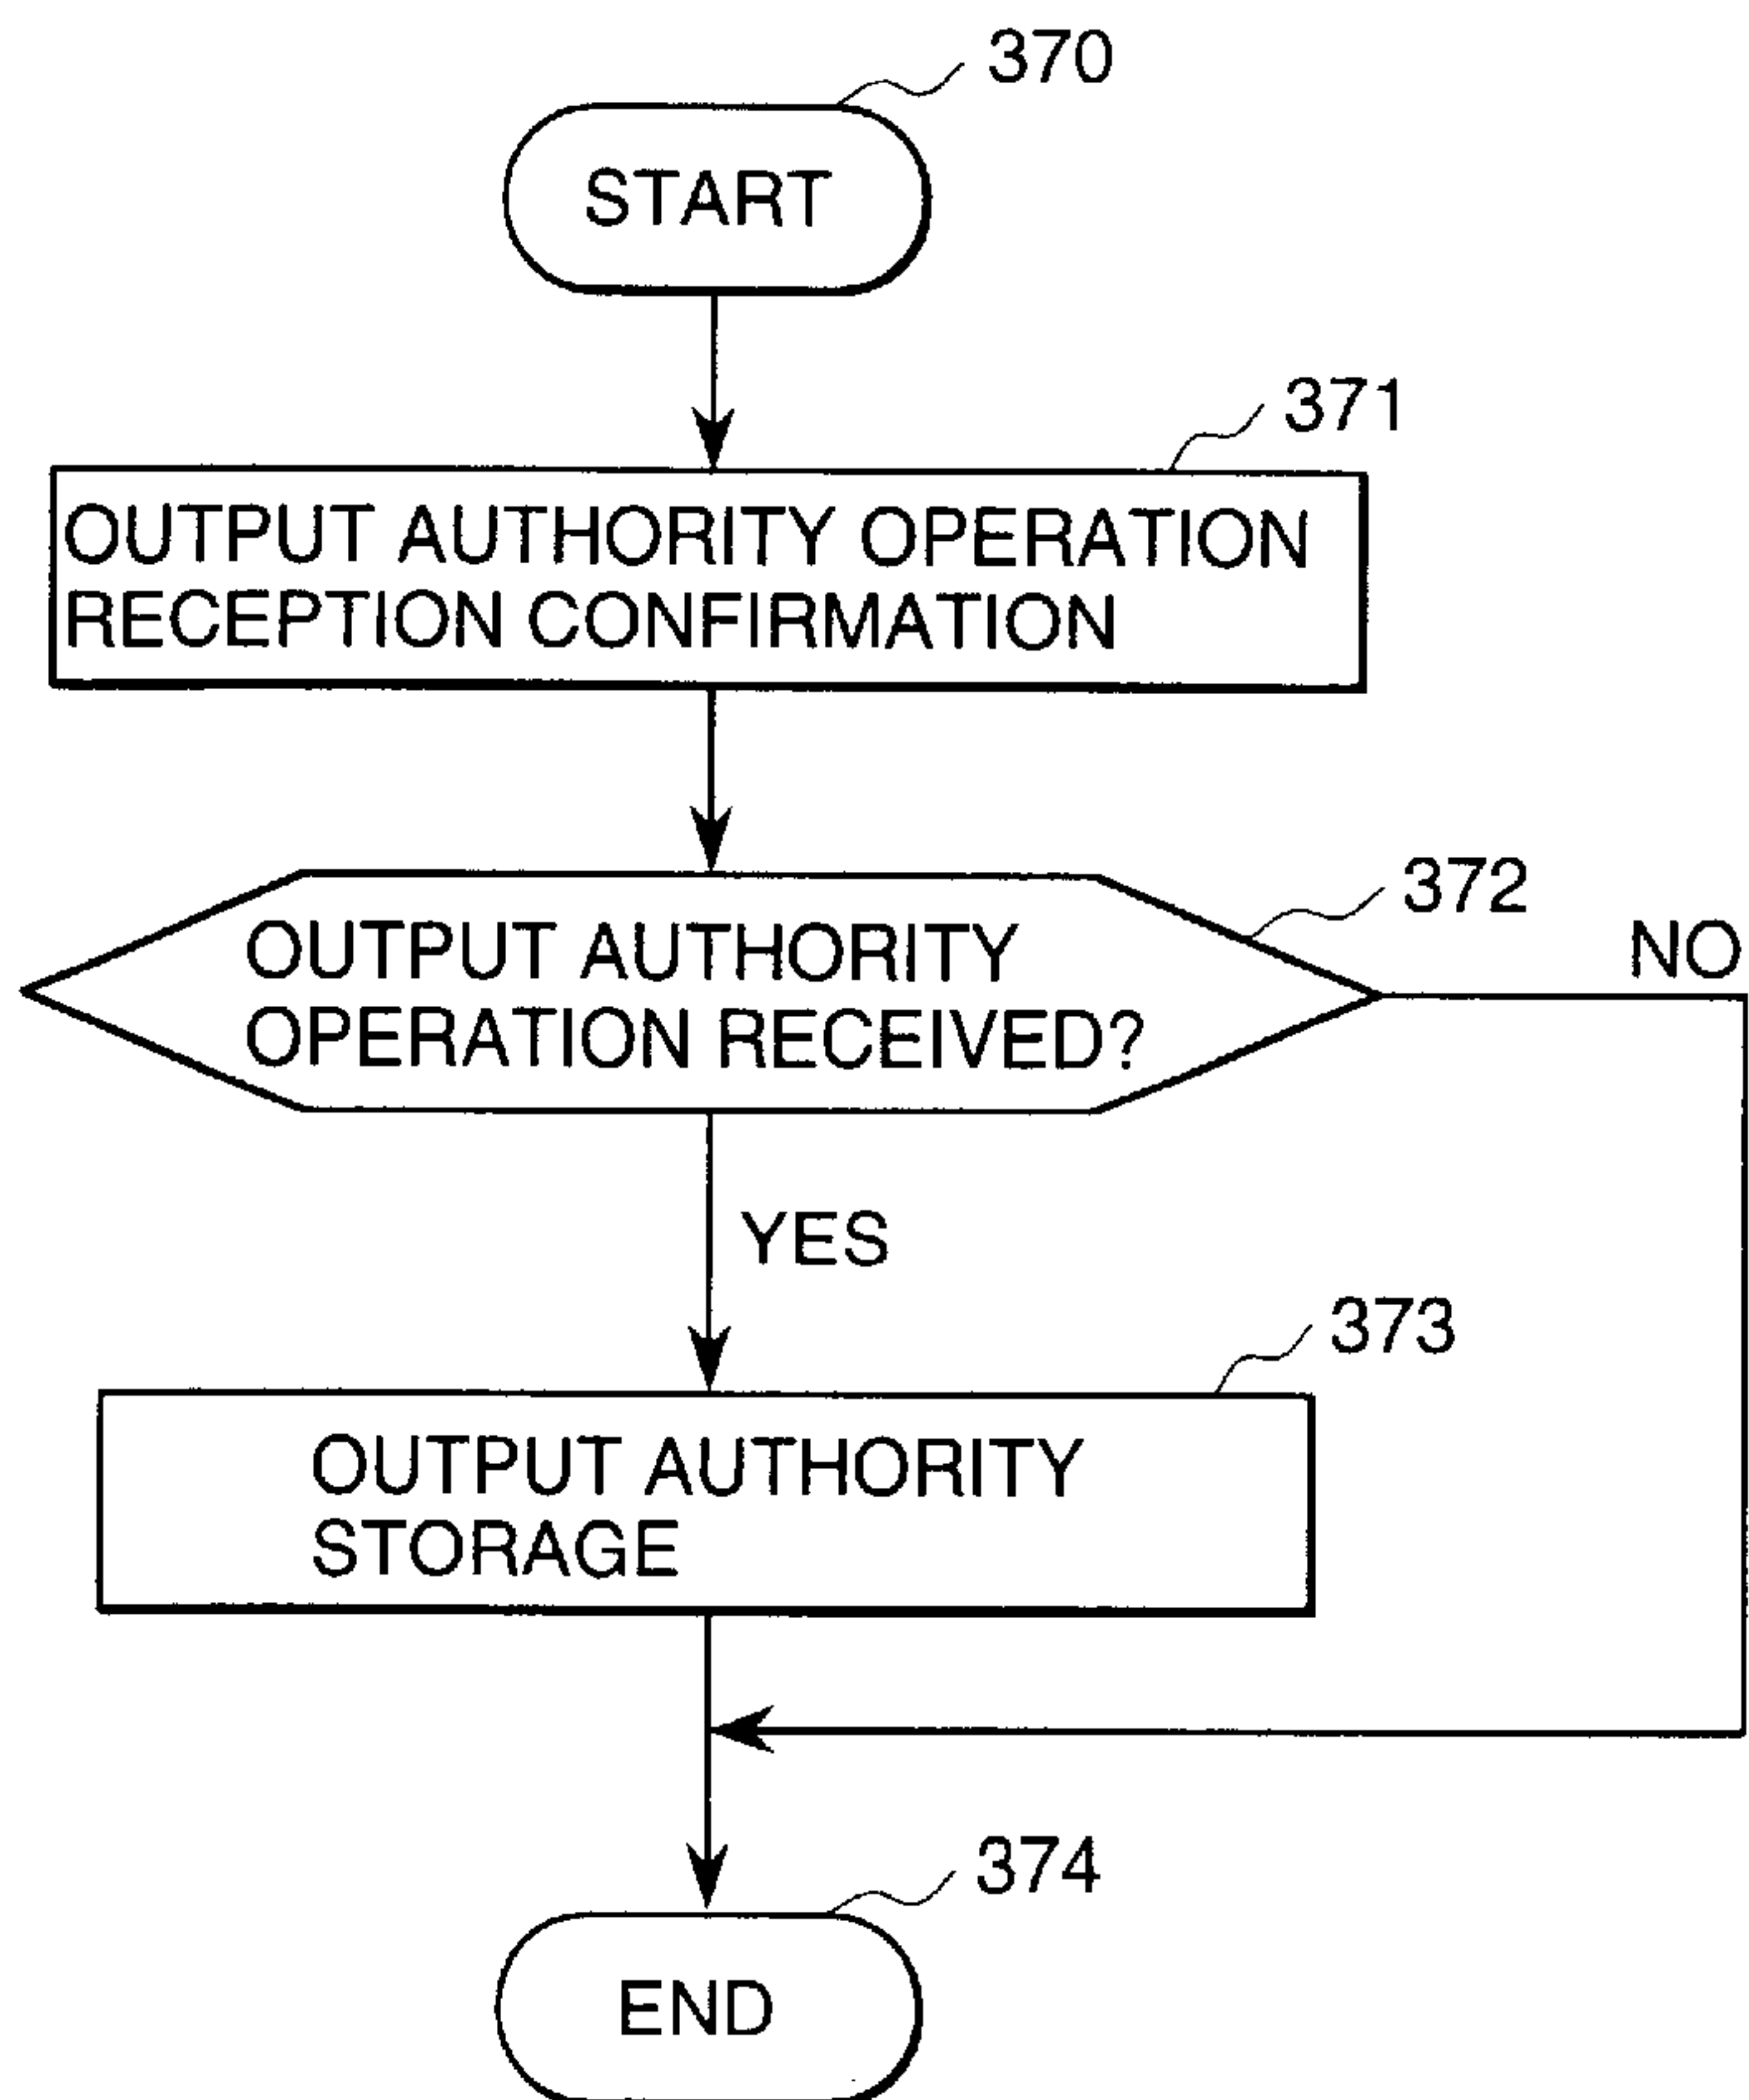 370
START
371
OUTPUT AUTHORITY OPERATION
RECEPTION CONFIRMATION
372
OUTPUT AUTHORITY
OPERATION RECEIVED?
NO
YES
373
OUTPUT AUTHORITY
STORAGE
374
END